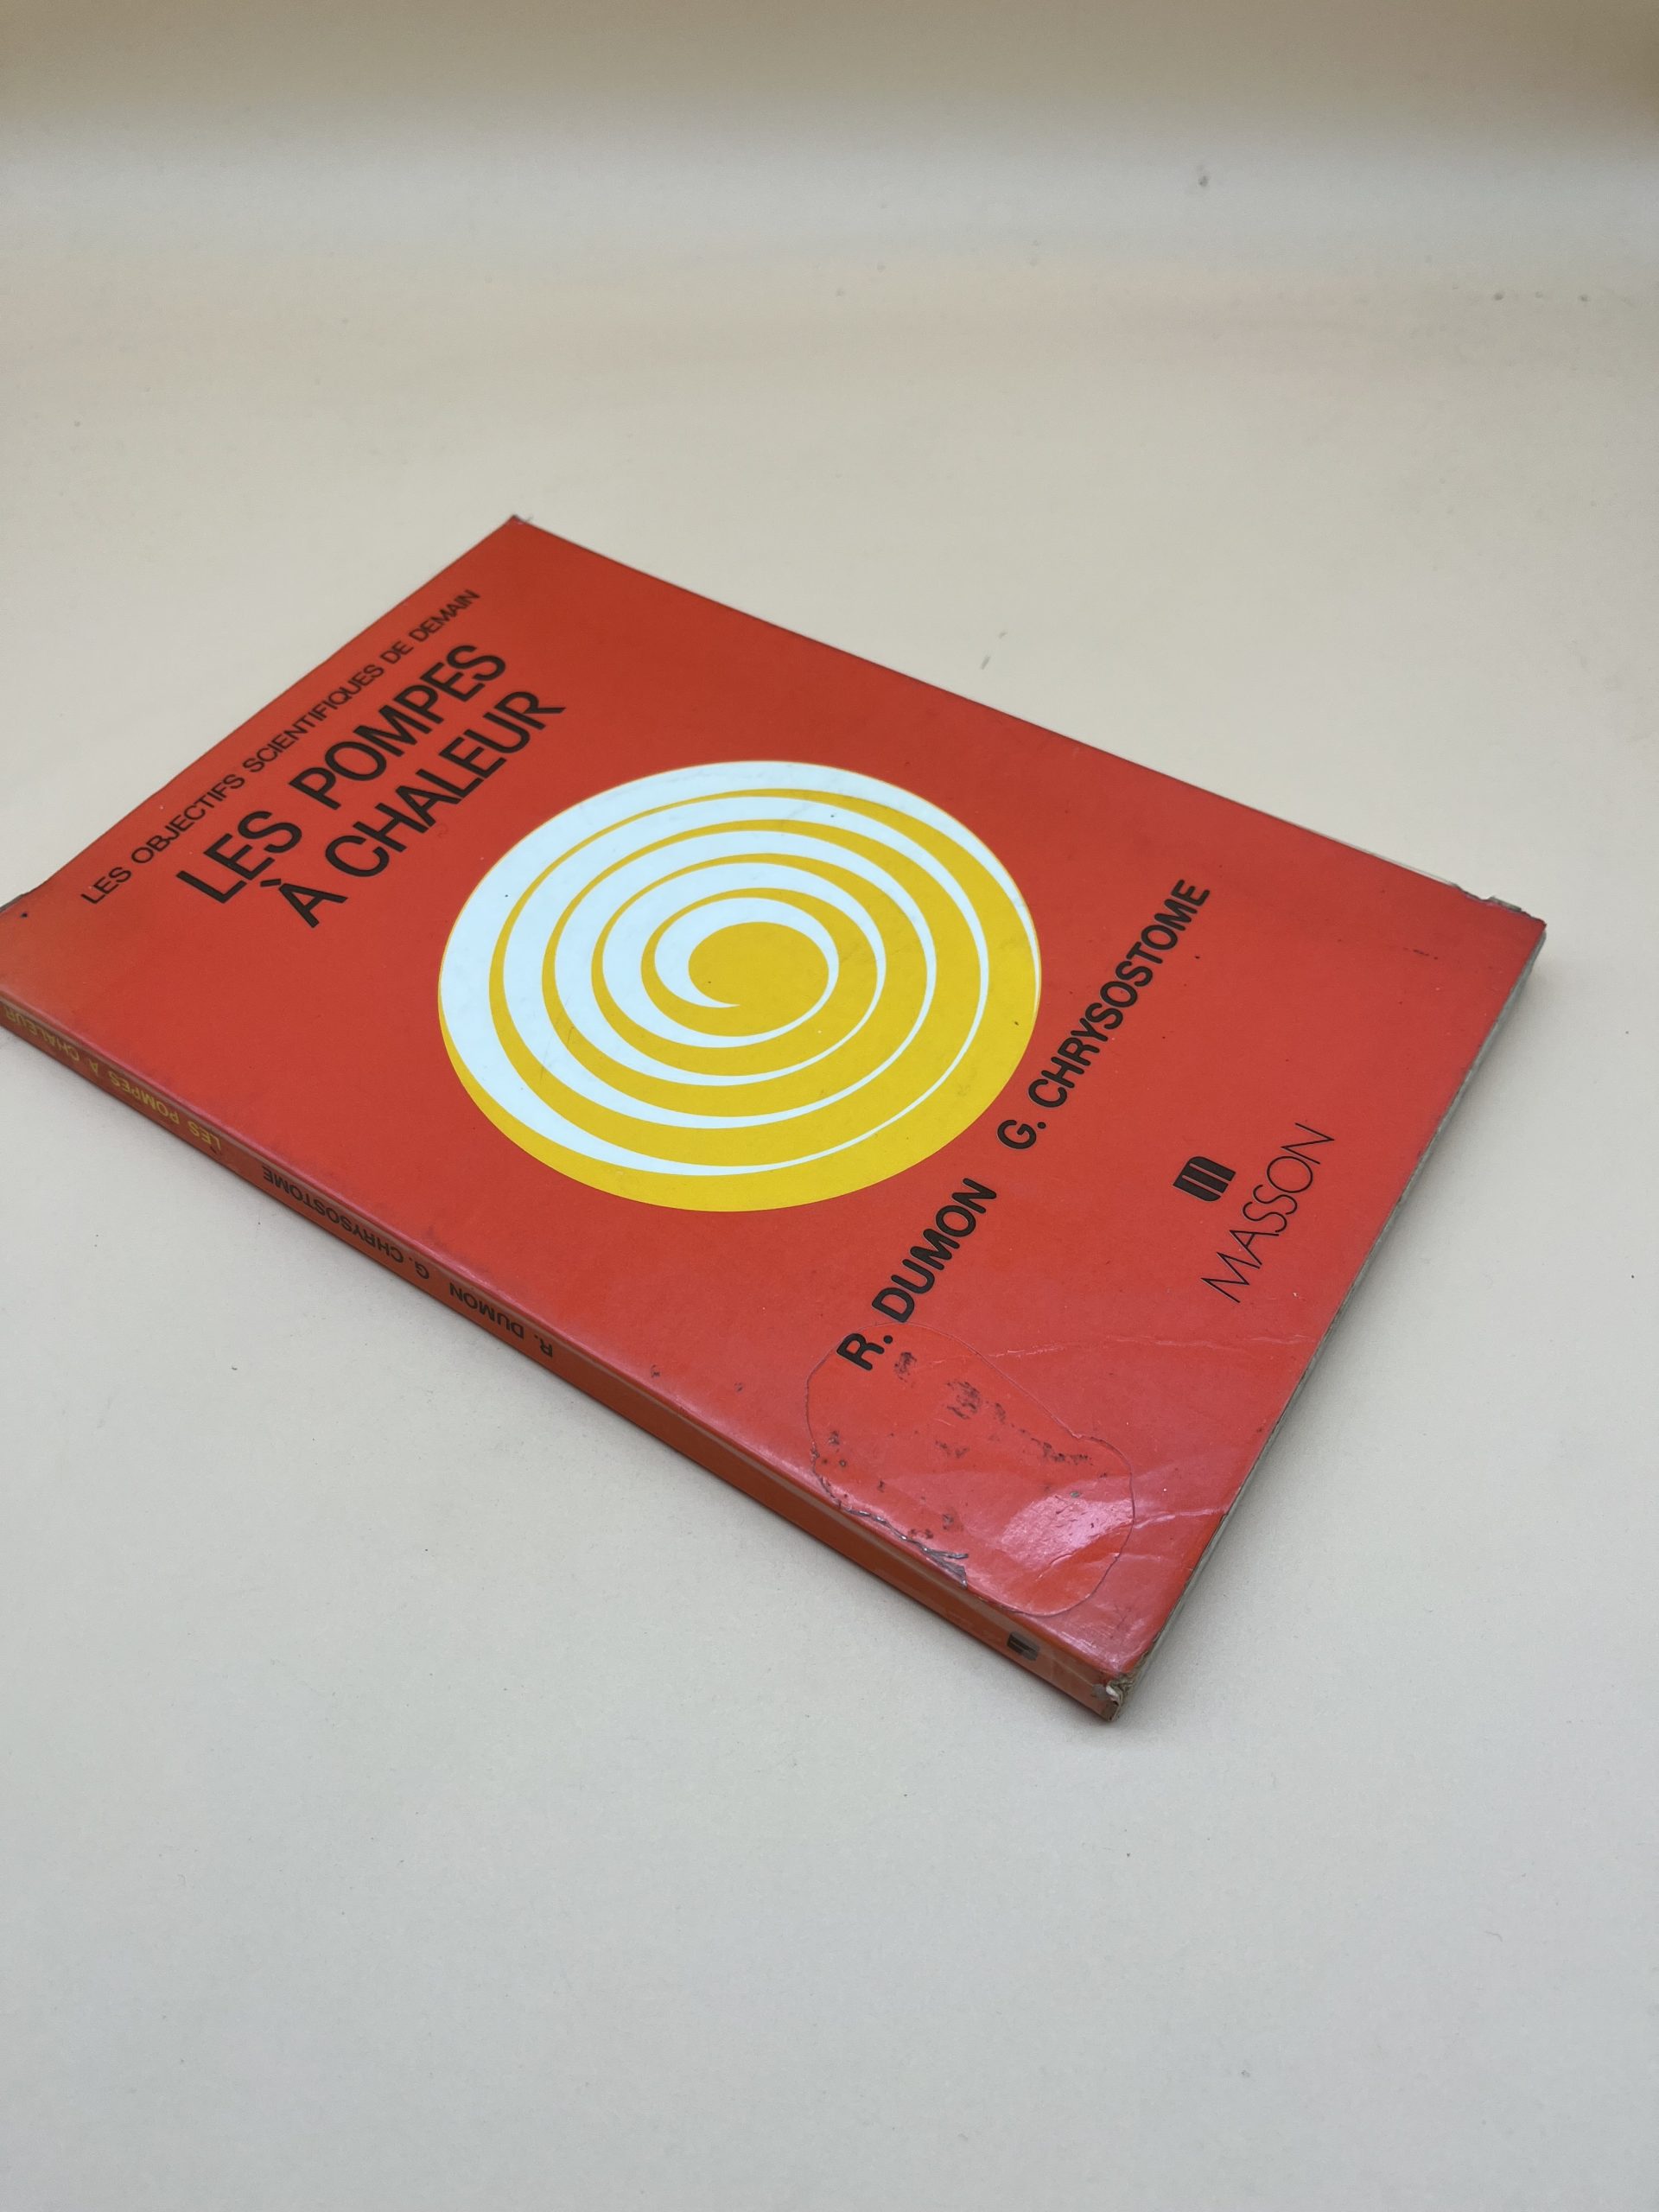 LES OBJECTIFS SCIENTIFIQUES DE DEMAIN
LES POMPES
À CHALEUR
R. DUMON G. CHRYSOSTOME
MASSON
R. DUMON G. CHRYSOSTOME LES POMPES À CHALEUR